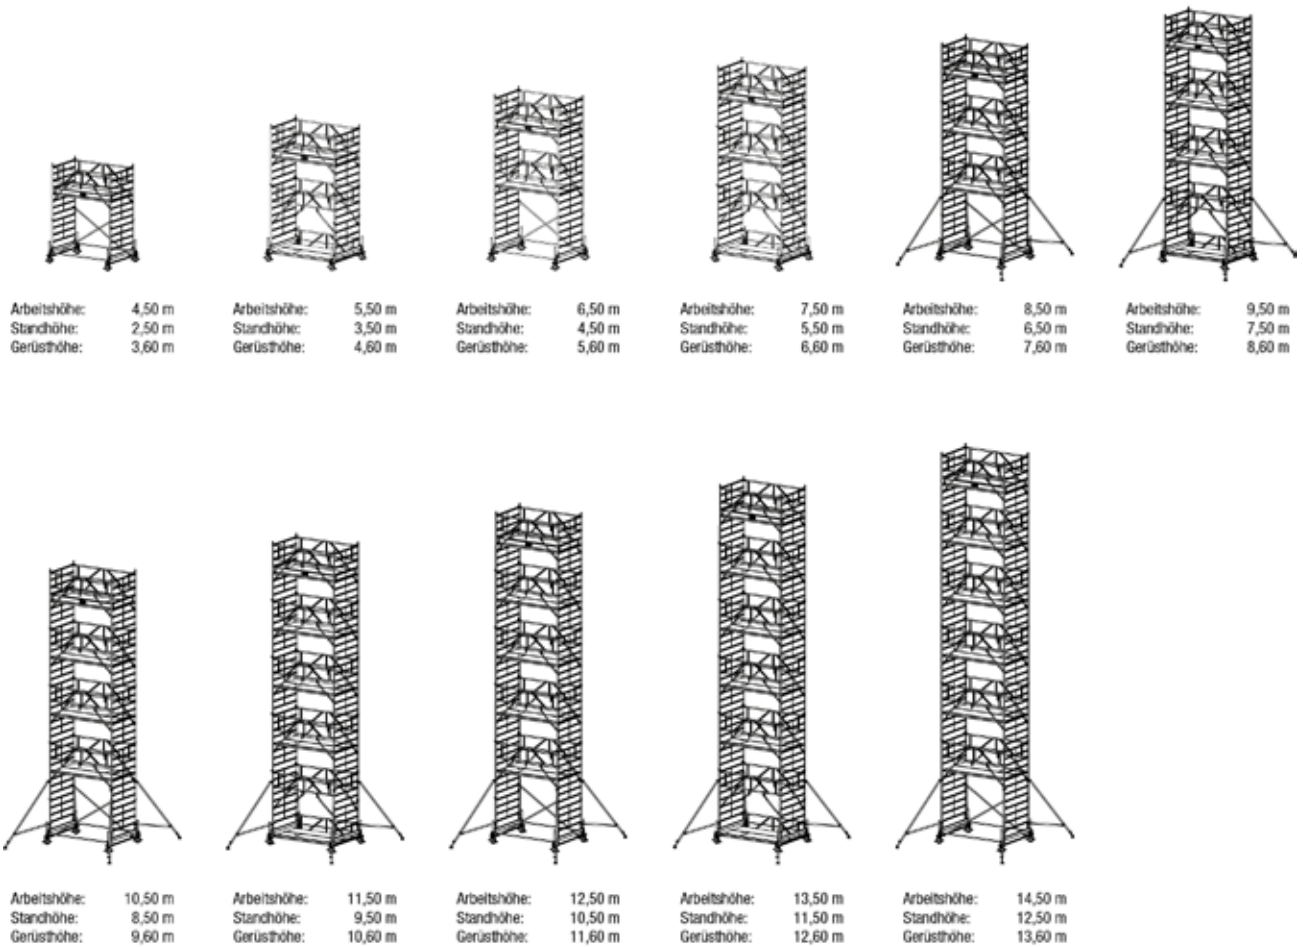 Arbeitshöhe: 4,50 m
Standhöhe: 2,50 m
Gerüsthöhe: 3,60 m
Arbeitshöhe: 5,50 m
Standhöhe: 3,50 m
Gerüsthöhe: 4,60 m
Arbeitshöhe: 6,50 m
Standhöhe: 4,50 m
Gerüsthöhe: 5,60 m
Arbeitshöhe: 7,50 m
Standhöhe: 5,50 m
Gerüsthöhe: 6,60 m
Arbeitshöhe: 8,50 m
Standhöhe: 6,50 m
Gerüsthöhe: 7,60 m
Arbeitshöhe: 9,50 m
Standhöhe: 7,50 m
Gerüsthöhe: 8,60 m
Arbeitshöhe: 10,50 m
Standhöhe: 8,50 m
Gerüsthöhe: 9,60 m
Arbeitshöhe: 11,50 m
Standhöhe: 9,50 m
Gerüsthöhe: 10,60 m
Arbeitshöhe: 12,50 m
Standhöhe: 10,50 m
Gerüsthöhe: 11,60 m
Arbeitshöhe: 13,50 m
Standhöhe: 11,50 m
Gerüsthöhe: 12,60 m
Arbeitshöhe: 14,50 m
Standhöhe: 12,50 m
Gerüsthöhe: 13,60 m